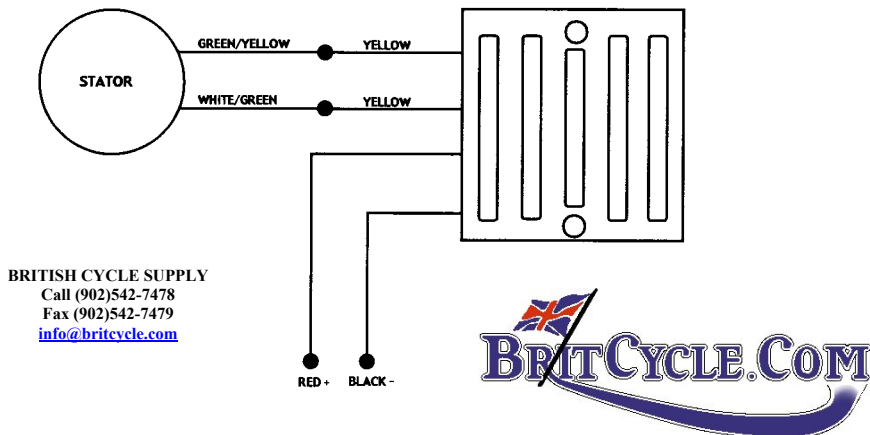 GREEN/YELLOW YELLOW
STATOR
WHITE/GREEN YELLOW
BRITISH CYCLE SUPPLY
Call (902)542-7478
Fax (902)542-7479
info@britcycle.com
RED + BLACK -
BRITCYCLE.COM